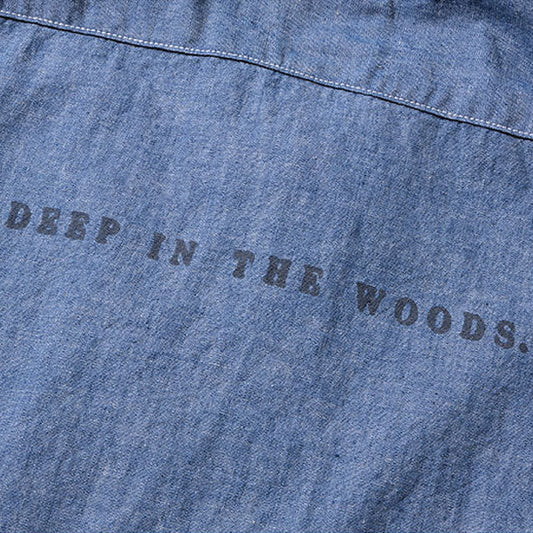 DEEP IN THE WOODS.